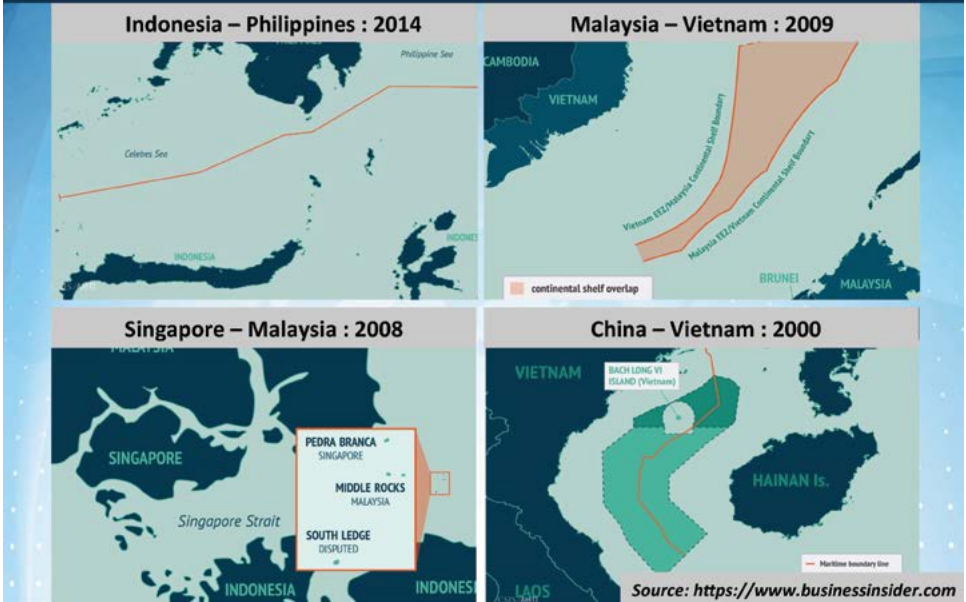 Indonesia – Philippines : 2014
Philippine Sea
Celebes Sea
INDONESIA
Malaysia – Vietnam : 2009
CAMBODIA
VIETNAM
Vietnam EEZ/Malaysia Continental Shelf Boundary
Malaysia EEZ/Vietnam Continental Shelf Boundary
BRUNEI
MALAYSIA
continental shelf overlap
Singapore – Malaysia : 2008
MALAYSIA
SINGAPORE
Singapore Strait
PEDRA BRANCA
SINGAPORE
MIDDLE ROCKS
MALAYSIA
SOUTH LEDGE
DISPUTED
INDONESIA
INDONES
China – Vietnam : 2000
VIETNAM
BACH LONG VI
ISLAND (Vietnam)
HAINAN Is.
Maritime boundary line
LAOS
Source: https://www.businessinsider.com